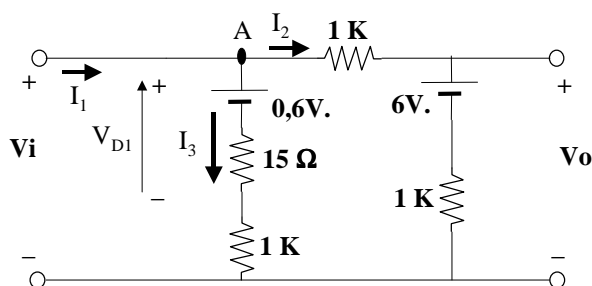 A
I2
1 K
+
I1
+
0,6V.
6V.
+
VD1
I3
Vi
15 Ω
Vo
−
1 K
1 K
−
−